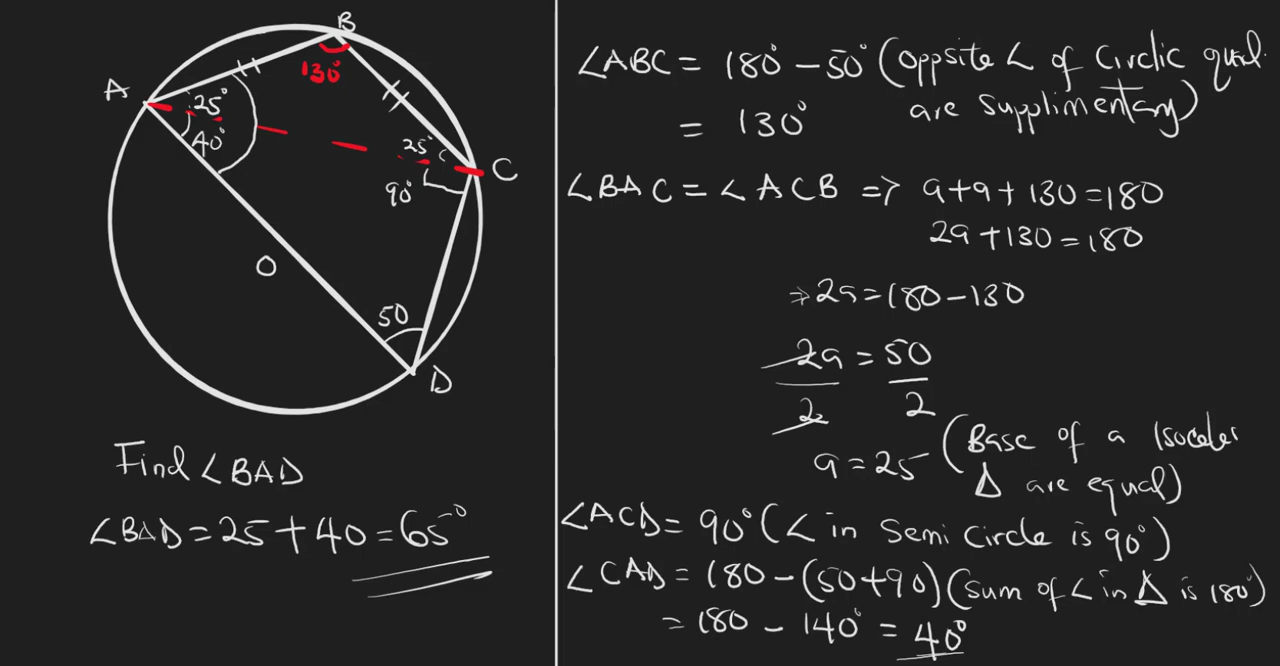 B
A
130°
25°
40°
25°
C
90°
O
50
D
Find ∠BAD
∠BAD = 25 + 40 = 65°
∠ABC = 180° - 50° (Opposite ∠ of Circlic qual.
= 130° are Supplimentary)
∠BAC = ∠ACB => a+a+130=180
2a+130=180
=> 2a=180-130
2a = 50
2 2
a = 25 (Base of a Isoceler
Δ are equal)
∠ACD = 90° (∠ in Semi Circle is 90°)
∠CAD = 180 - (50+90) (Sum of ∠ in Δ is 180°)
= 180 - 140° = 40°